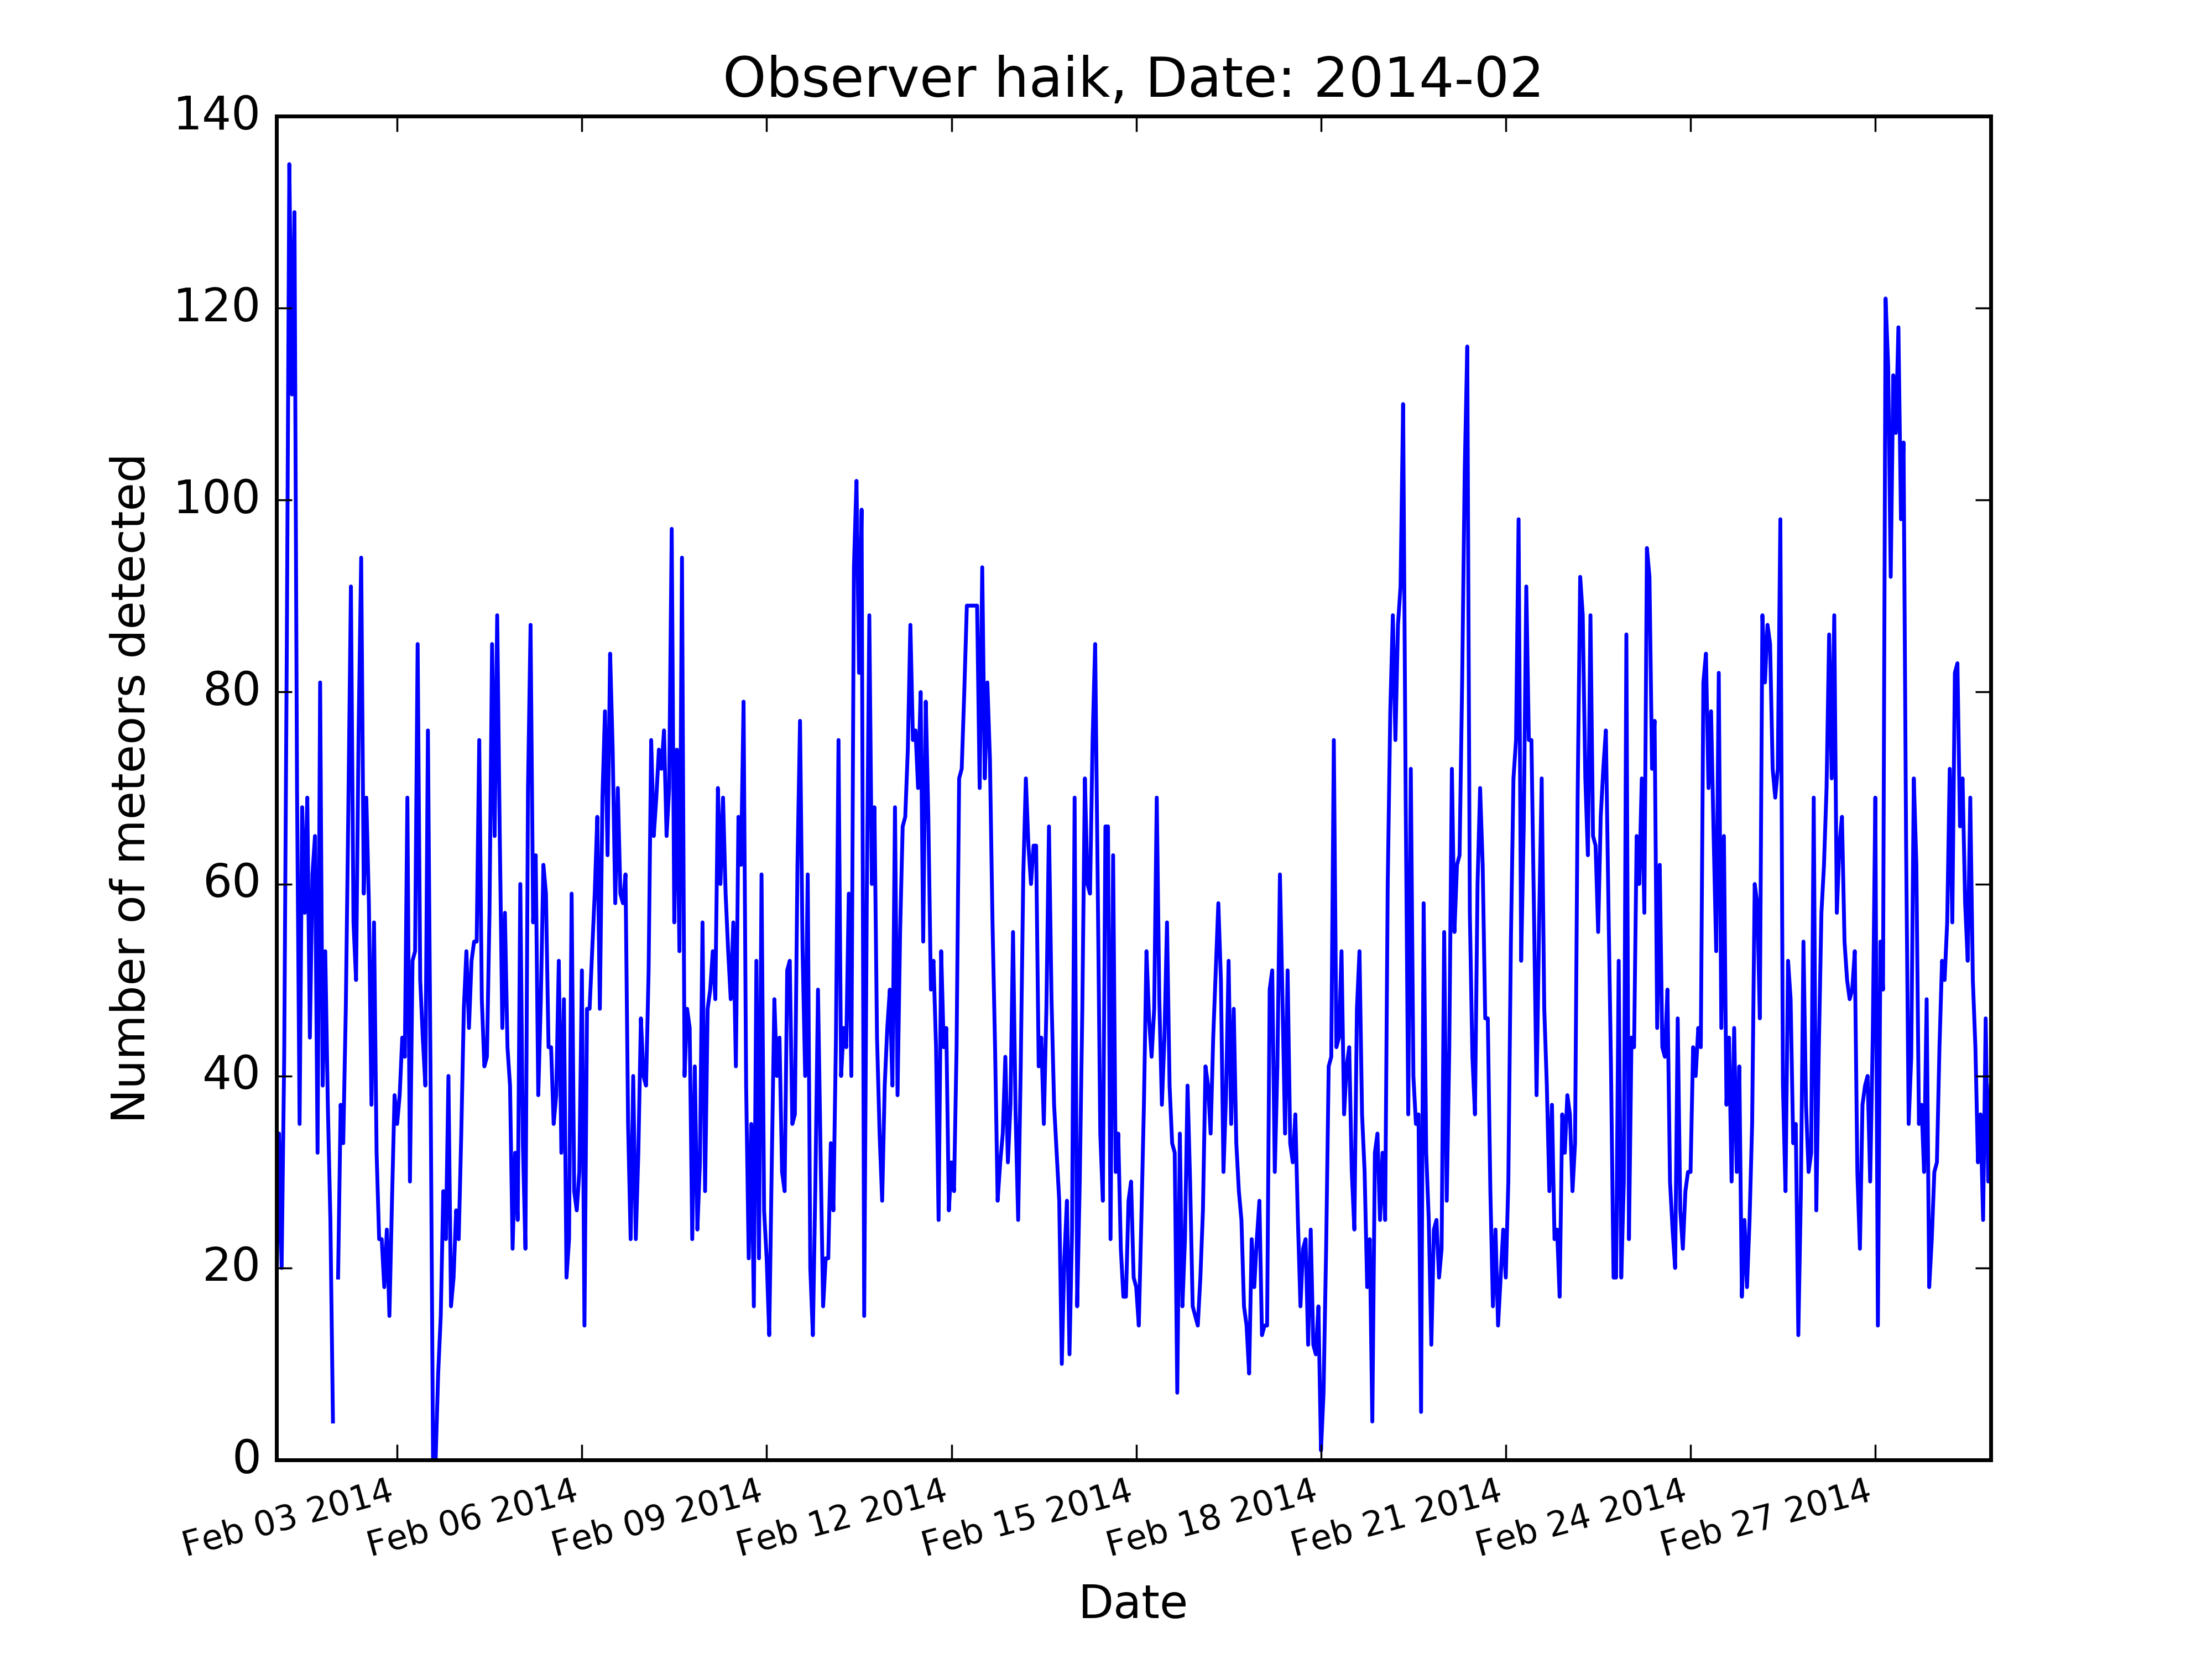 Observer haik, Date: 2014-02
140
120
100
80
60
40
20
0
Number of meteors detected
Feb 03 2014
Feb 06 2014
Feb 09 2014
Feb 12 2014
Feb 15 2014
Feb 18 2014
Feb 21 2014
Feb 24 2014
Feb 27 2014
Date